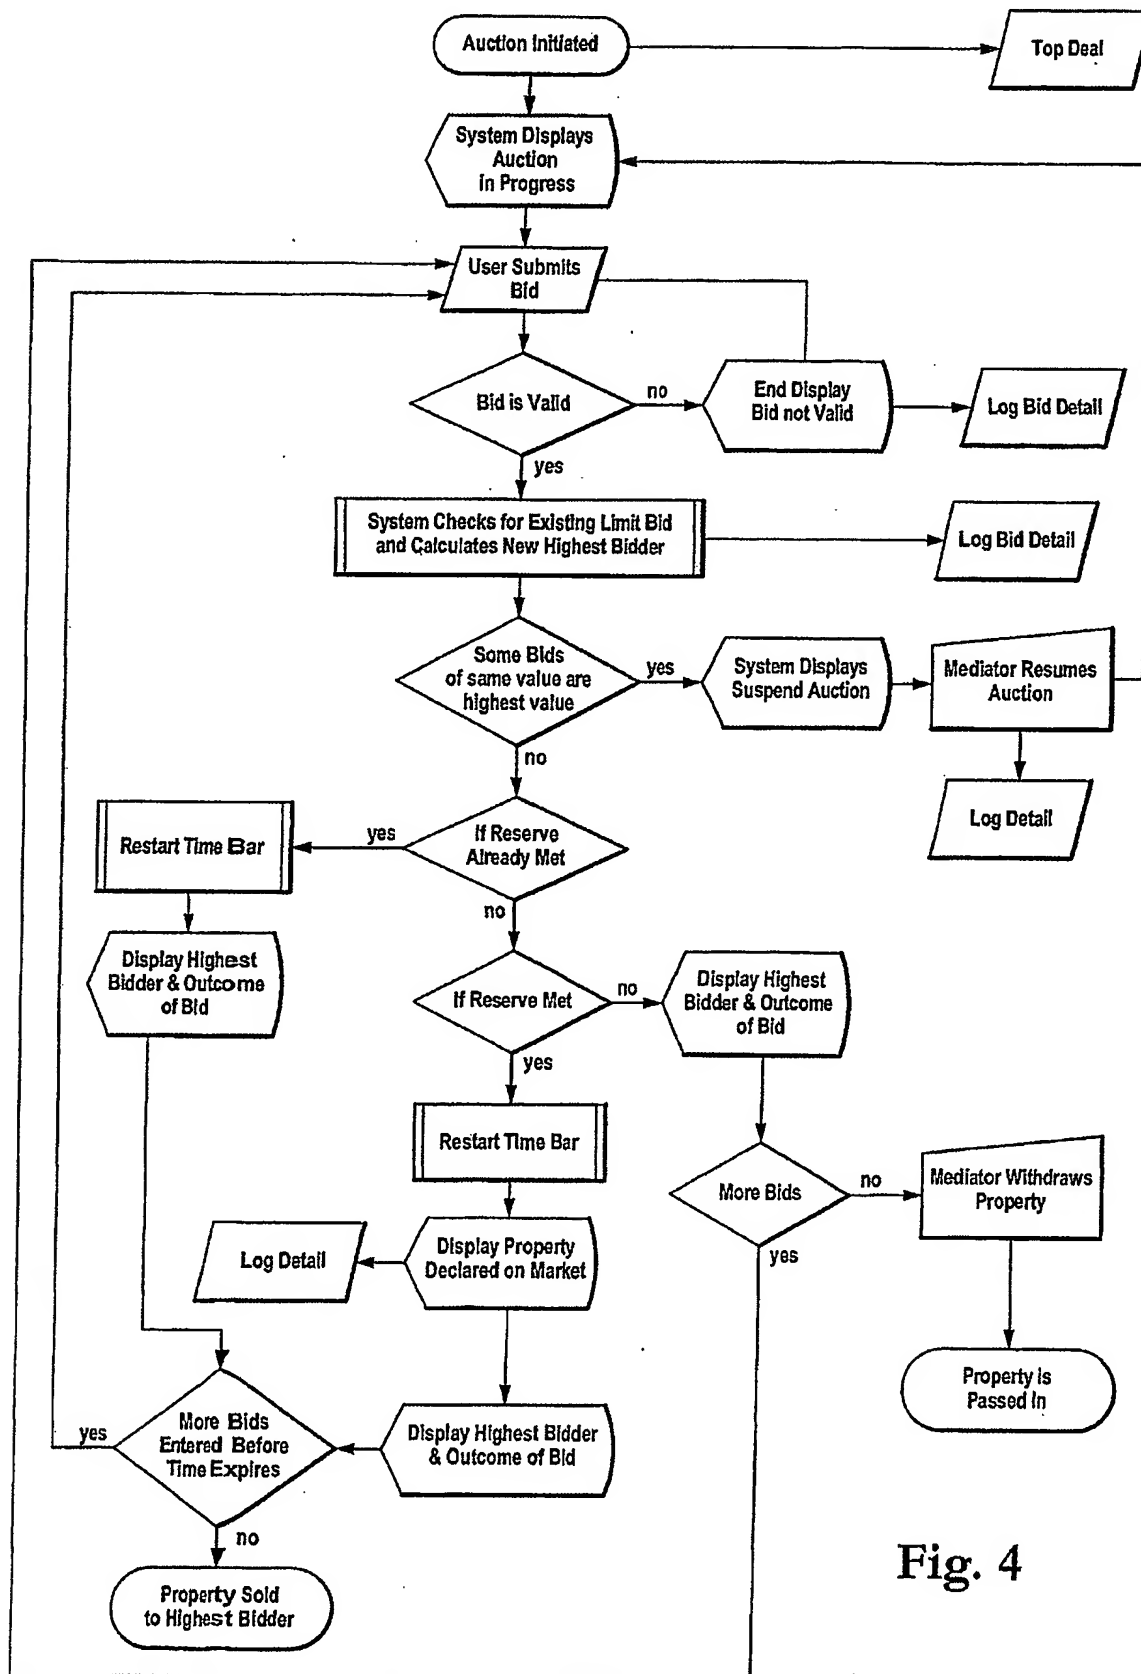 Auction Initiated
Top Deal
System Displays
Auction
in Progress
User Submits
Bid
Bid is Valid
no
End Display
Bid not Valid
Log Bid Detail
yes
System Checks for Existing Limit Bid
and Calculates New Highest Bidder
Log Bid Detail
Some Bids
of same value are
highest value
yes
System Displays
Suspend Auction
Mediator Resumes
Auction
no
Log Detail
If Reserve
Already Met
yes
Restart Time Bar
no
Display Highest
Bidder & Outcome
of Bid
If Reserve Met
no
Display Highest
Bidder & Outcome
of Bid
yes
Restart Time Bar
More Bids
no
Mediator Withdraws
Property
yes
Display Property
Declared on Market
Log Detail
Property is
Passed In
More Bids
Entered Before
Time Expires
yes
Display Highest Bidder
& Outcome of Bid
no
Property Sold
to Highest Bidder
Fig. 4